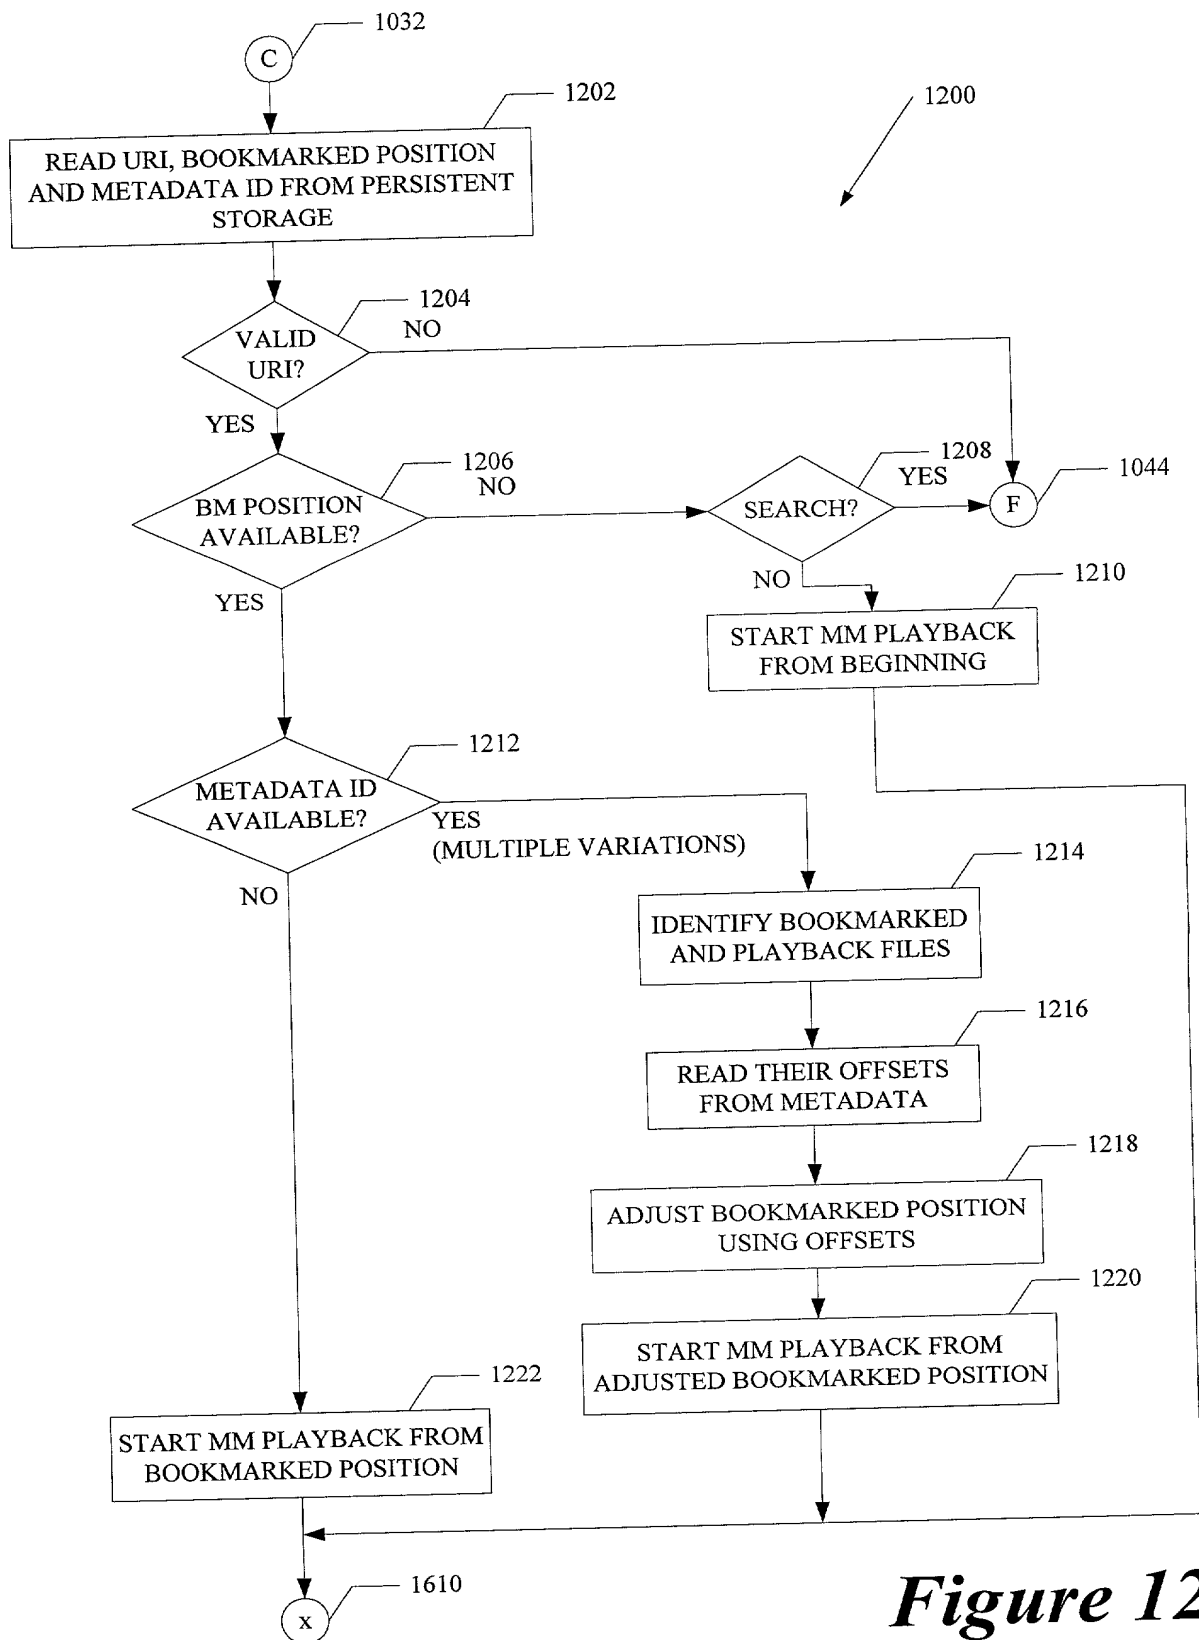 1032
C
1202
1200
READ URI, BOOKMARKED POSITION
AND METADATA ID FROM PERSISTENT
STORAGE
1204
VALID
URI?
NO
YES
1206
BM POSITION
AVAILABLE?
NO
YES
1208
SEARCH?
YES
1044
F
NO
1210
START MM PLAYBACK
FROM BEGINNING
1212
METADATA ID
AVAILABLE?
YES
(MULTIPLE VARIATIONS)
NO
1214
IDENTIFY BOOKMARKED
AND PLAYBACK FILES
1216
READ THEIR OFFSETS
FROM METADATA
1218
ADJUST BOOKMARKED POSITION
USING OFFSETS
1220
START MM PLAYBACK FROM
ADJUSTED BOOKMARKED POSITION
1222
START MM PLAYBACK FROM
BOOKMARKED POSITION
1610
x
Figure 12